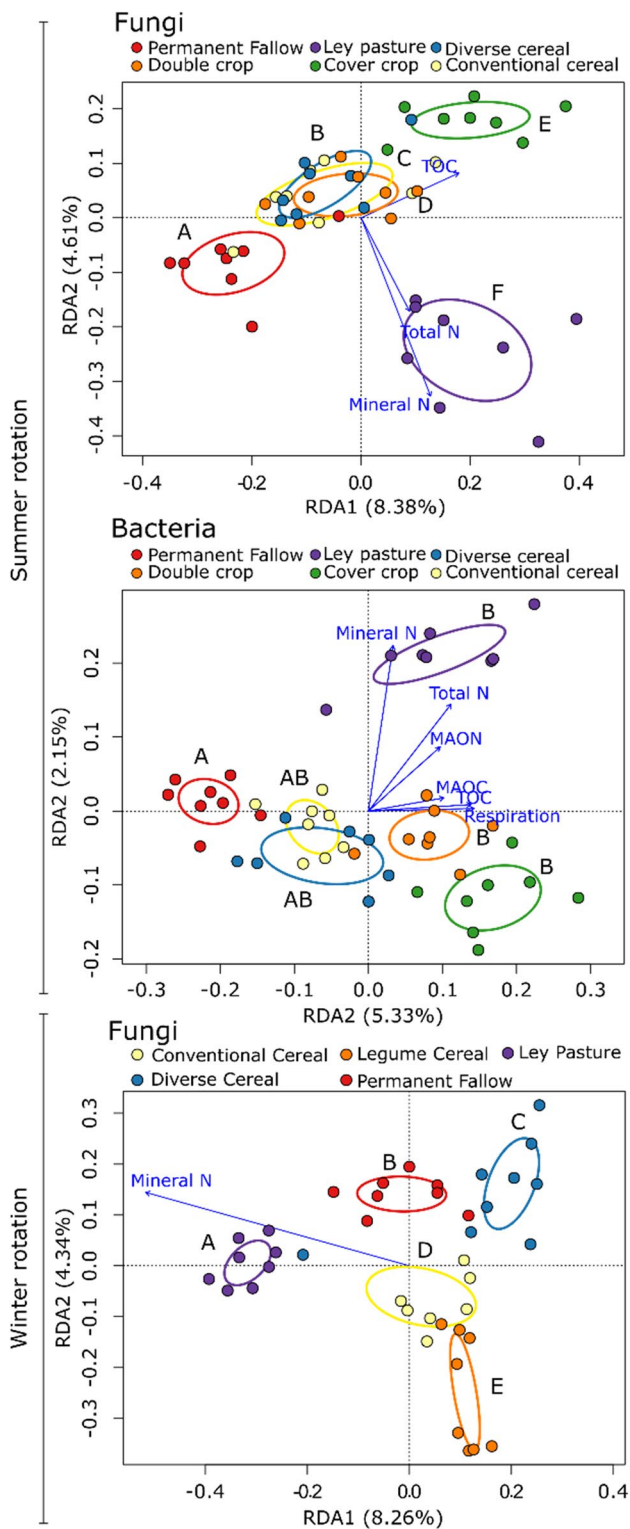 Summer rotation
Fungi
Permanent Fallow Ley pasture Diverse cereal
Double crop Cover crop Conventional cereal
RDA2 (4.61%)
0.2
0.1
0.0
-0.1
-0.2
-0.3
-0.4
A
B
C
D
E
F
TOC
Total N
Mineral N
-0.4 -0.2 0.0 0.2 0.4
RDA1 (8.38%)
Bacteria
Permanent Fallow Ley pasture Diverse cereal
Double crop Cover crop Conventional cereal
RDA2 (2.15%)
0.2
0.1
0.0
-0.1
-0.2
Mineral N
B
Total N
MAON
A
AB
MAOC
TOC
Respiration
B
B
AB
-0.3 -0.2 -0.1 0.0 0.1 0.2 0.3
RDA2 (5.33%)
Winter rotation
Fungi
Conventional Cereal Legume Cereal Ley Pasture
Diverse Cereal Permanent Fallow
RDA2 (4.34%)
0.3
0.2
0.1
0.0
-0.1
-0.2
-0.3
C
B
Mineral N
A
D
E
-0.4 -0.2 0.0 0.2 0.4
RDA1 (8.26%)